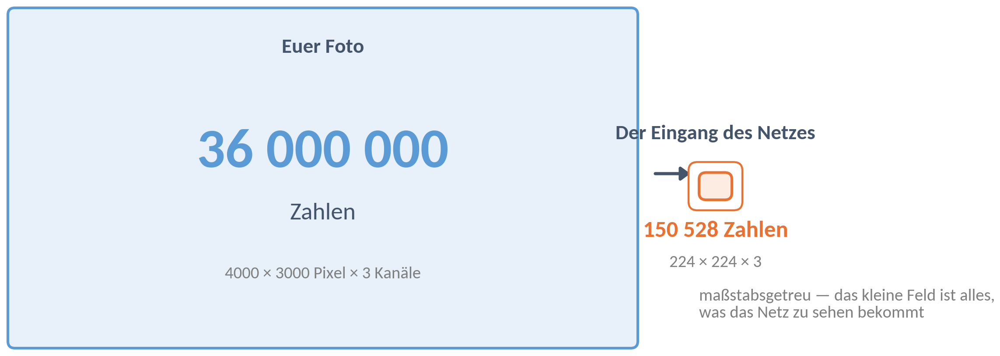 Euer Foto
36 000 000
Zahlen
4000 × 3000 Pixel × 3 Kanäle
Der Eingang des Netzes
150 528 Zahlen
224 × 224 × 3
maßstabsgetreu — das kleine Feld ist alles,
was das Netz zu sehen bekommt